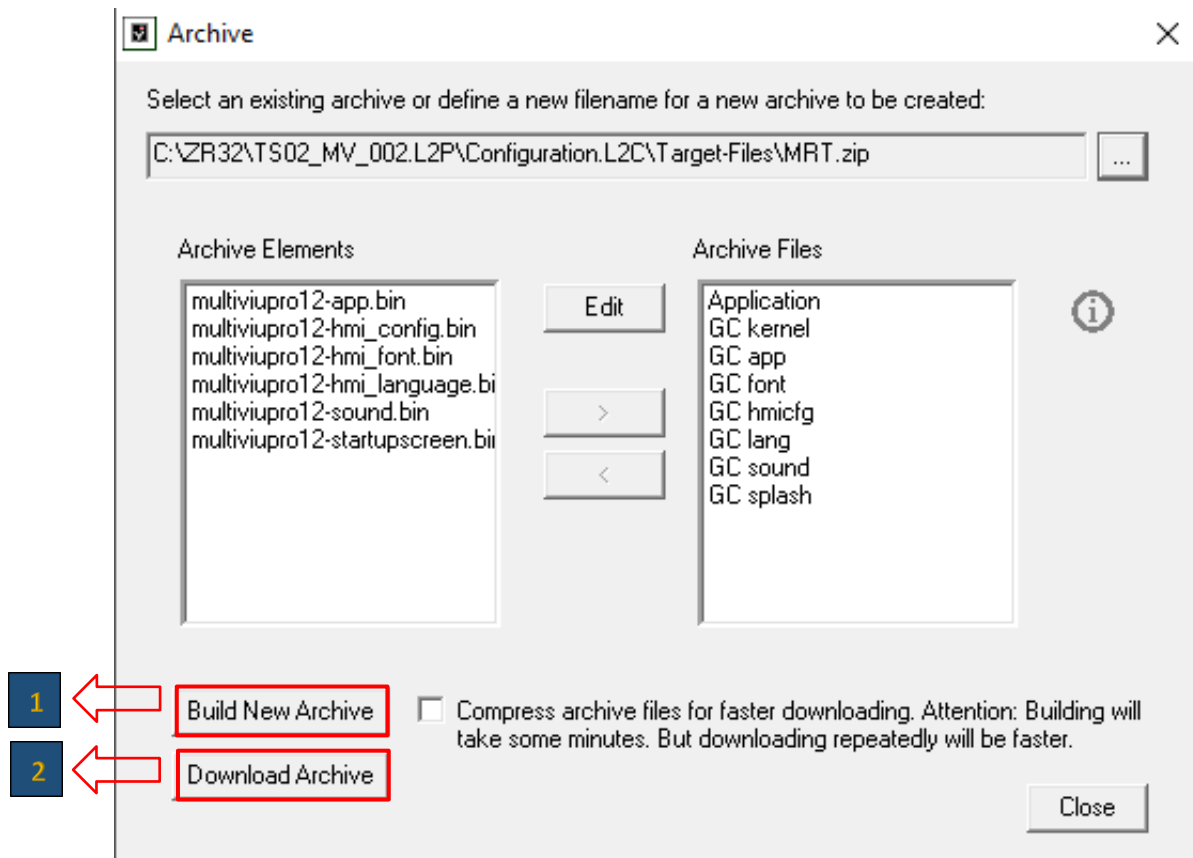 Archive
Select an existing archive or define a new filename for a new archive to be created:
C:\ZR32\TS02_MV_002.L2P\Configuration.L2C\Target-Files\MRT.zip
...
Archive Elements
Archive Files
multiviupro12-app.bin
multiviupro12-hmi_config.bin
multiviupro12-hmi_font.bin
multiviupro12-hmi_language.bi
multiviupro12-sound.bin
multiviupro12-startupscreen.bin
Edit
>
<
Application
GC kernel
GC app
GC font
GC hmicfg
GC lang
GC sound
GC splash
1
Build New Archive
Compress archive files for faster downloading. Attention: Building will
take some minutes. But downloading repeatedly will be faster.
2
Download Archive
Close